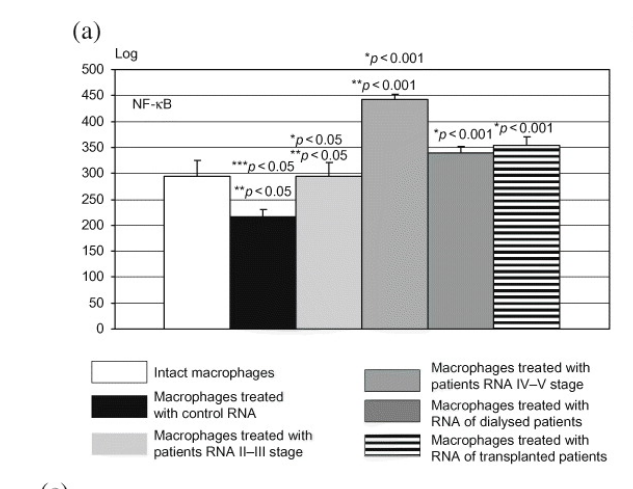 (a)
Log
500
450
400
350
300
250
200
150
100
50
0
NF-κB
***p<0.05
**p<0.05
*p<0.05
**p<0.05
*p<0.001
**p<0.001
*p<0.001
*p<0.001
Intact macrophages
Macrophages treated
with control RNA
Macrophages treated with
patients RNA II–III stage
Macrophages treated with
patients RNA IV–V stage
Macrophages treated with
RNA of dialysed patients
Macrophages treated with
RNA of transplanted patients